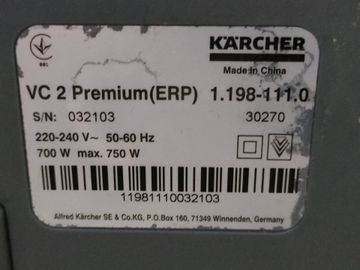 001
KÄRCHER
Made in China
VC 2 Premium(ERP) 1.198-111.0
S/N: 032103 30270
220-240 V~ 50-60 Hz
700 W max. 750 W
11981110032103
Alfred Kärcher SE & Co.KG, P.O.Box 160, 71349 Winnenden, Germany